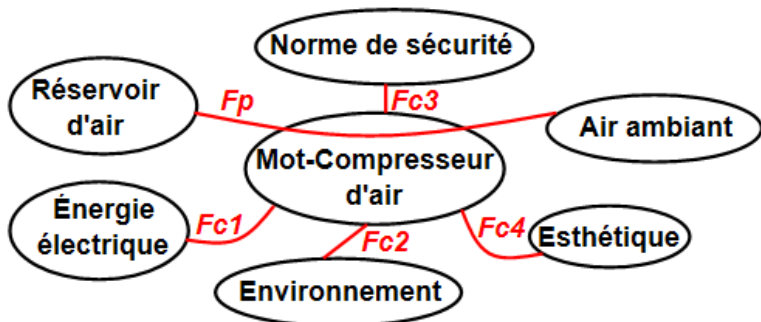 Norme de sécurité
Réservoir
d'air
Fp
Fc3
Air ambiant
Mot-Compresseur
d'air
Énergie
électrique
Fc1
Fc2
Fc4
Esthétique
Environnement